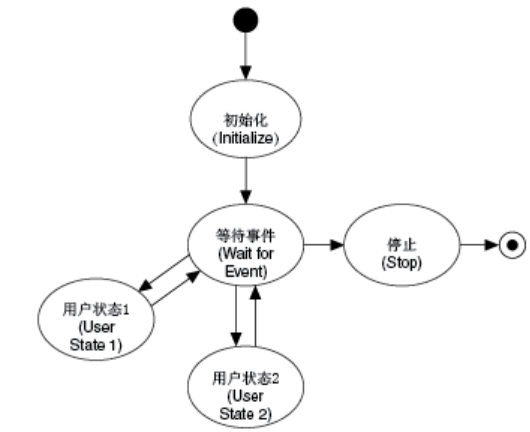 初始化
(Initialize)
等待事件
(Wait for
Event)
停止
(Stop)
用户状态1
(User
State 1)
用户状态2
(User
State 2)